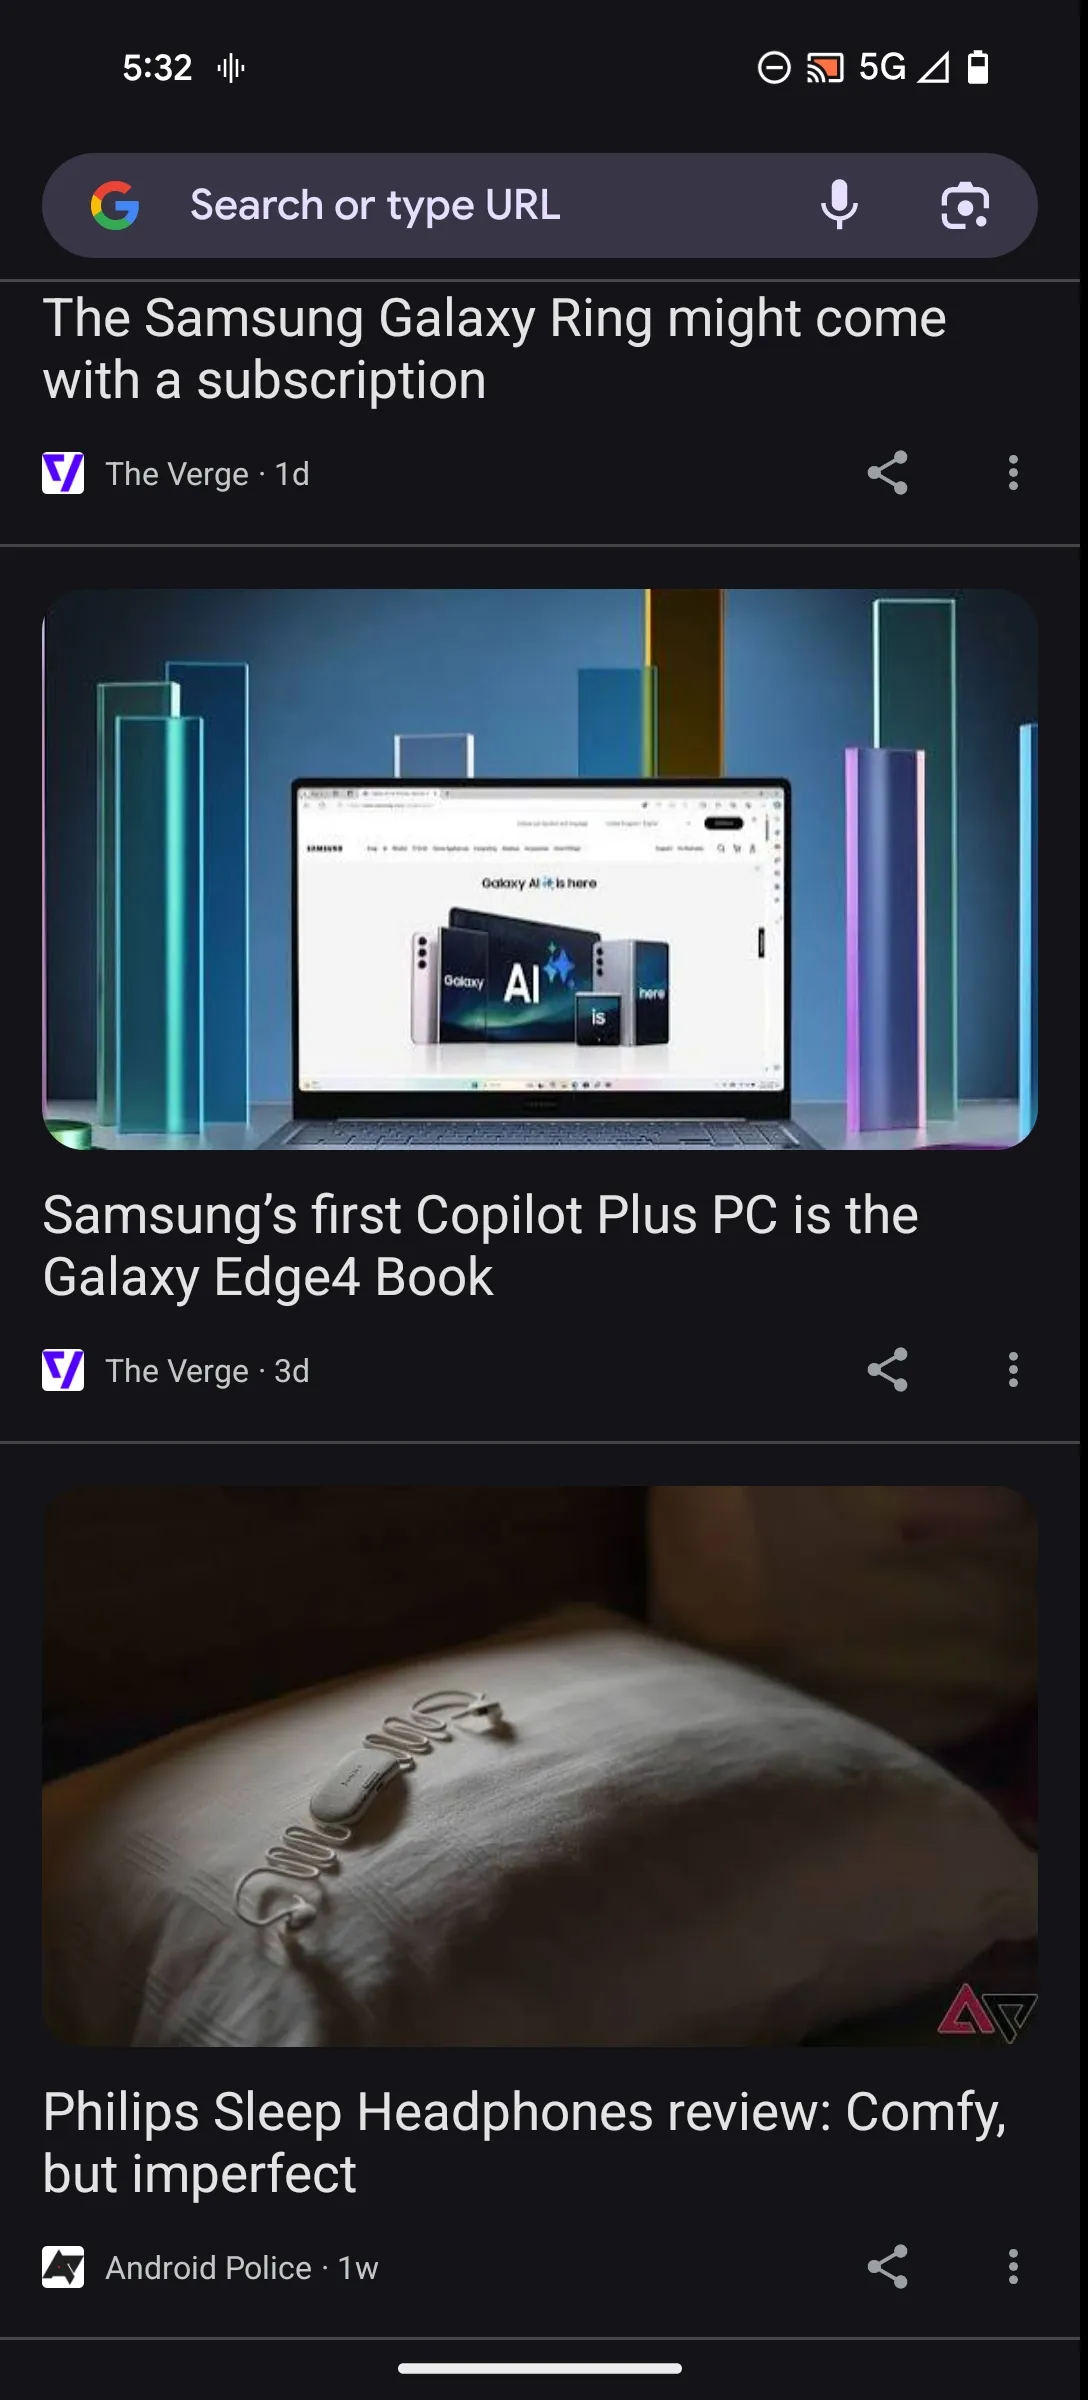 5:32
5G
Search or type URL
The Samsung Galaxy Ring might come
with a subscription
The Verge · 1d
SAMSUNG
Galaxy AI is here
Galaxy
AI
is
here
Samsung’s first Copilot Plus PC is the
Galaxy Edge4 Book
The Verge · 3d
Philips Sleep Headphones review: Comfy,
but imperfect
Android Police · 1w